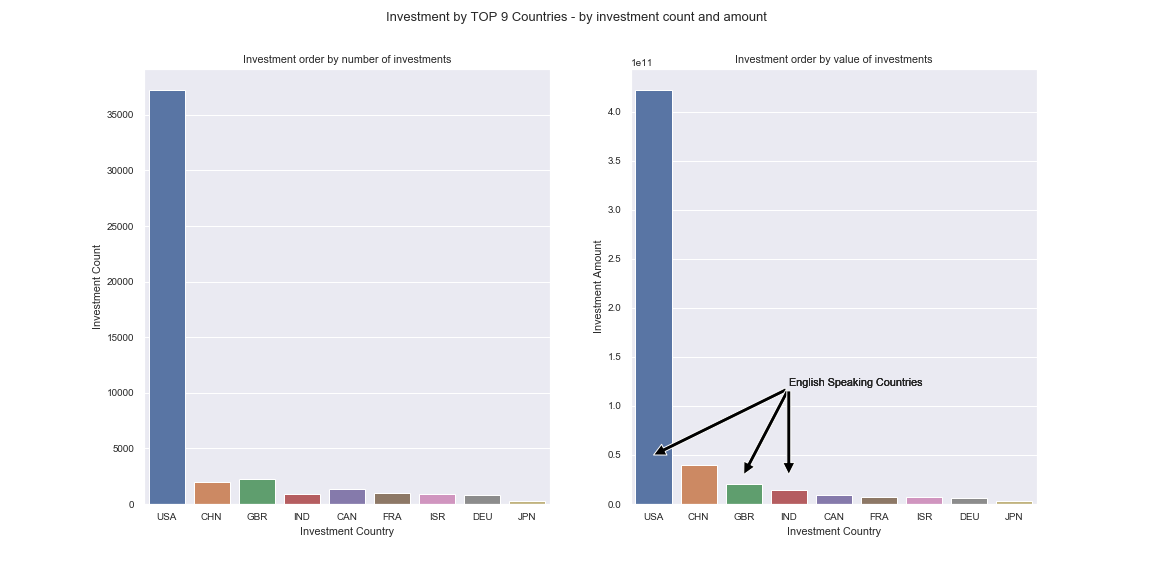 Investment by TOP 9 Countries - by investment count and amount
Investment order by number of investments
Investment Count
35000
30000
25000
20000
15000
10000
5000
0
USA CHN GBR IND CAN FRA ISR DEU JPN
Investment Country
Investment order by value of investments
1e11
Investment Amount
4.0
3.5
3.0
2.5
2.0
1.5
1.0
0.5
0.0
English Speaking Countries
USA CHN GBR IND CAN FRA ISR DEU JPN
Investment Country